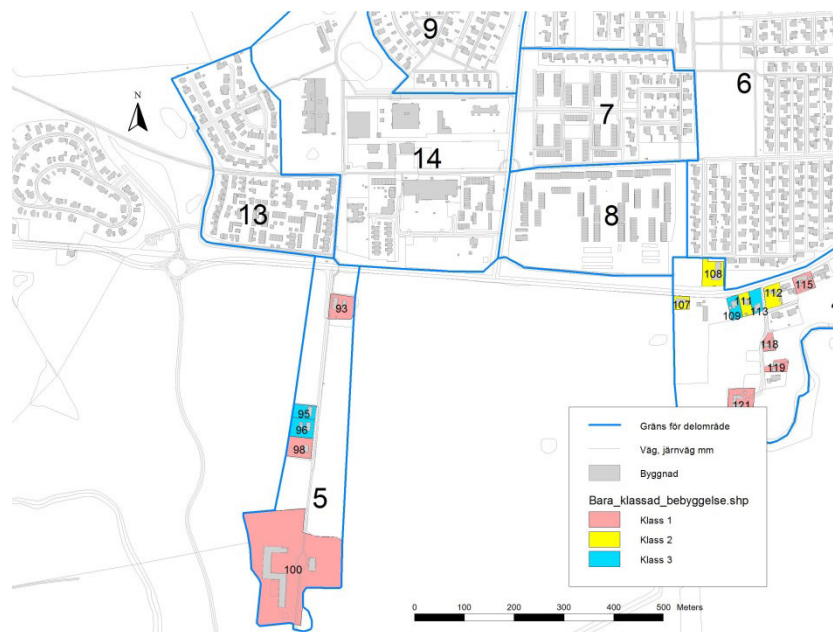 9
6
N
7
14
13
8
108
115
112
107
111
113
109
93
118
119
121
95
96
98
5
100
Gräns för delområde
Väg, järnväg mm
Byggnad
Bara_klassad_bebyggelse.shp
Klass 1
Klass 2
Klass 3
0 100 200 300 400 500 Meters